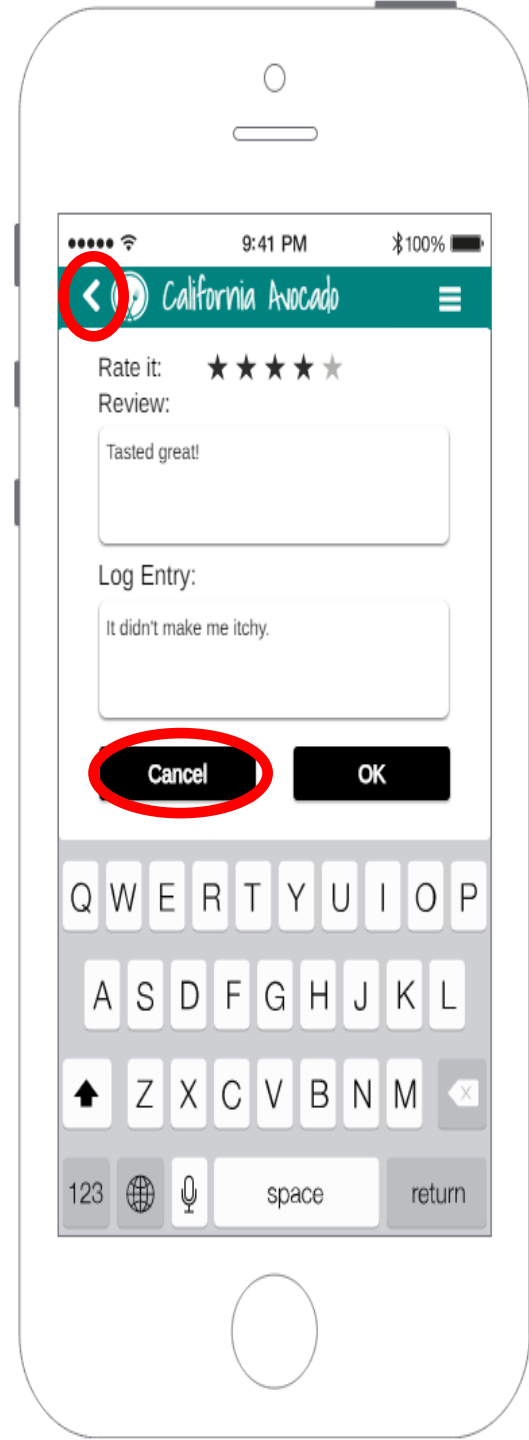 9:41 PM 100%
California Avocado
Rate it:
Review:
Tasted great!
Log Entry:
It didn't make me itchy.
Cancel OK
Q W E R T Y U I O P
A S D F G H J K L
Z X C V B N M
123 space return